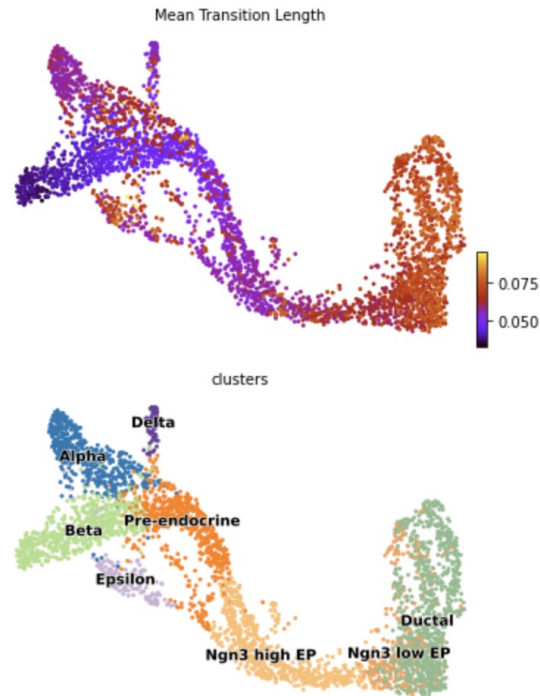 Mean Transition Length
0.075
0.050
clusters
Delta
Alpha
Pre-endocrine
Beta
Epsilon
Ductal
Ngn3 high EP
Ngn3 low EP